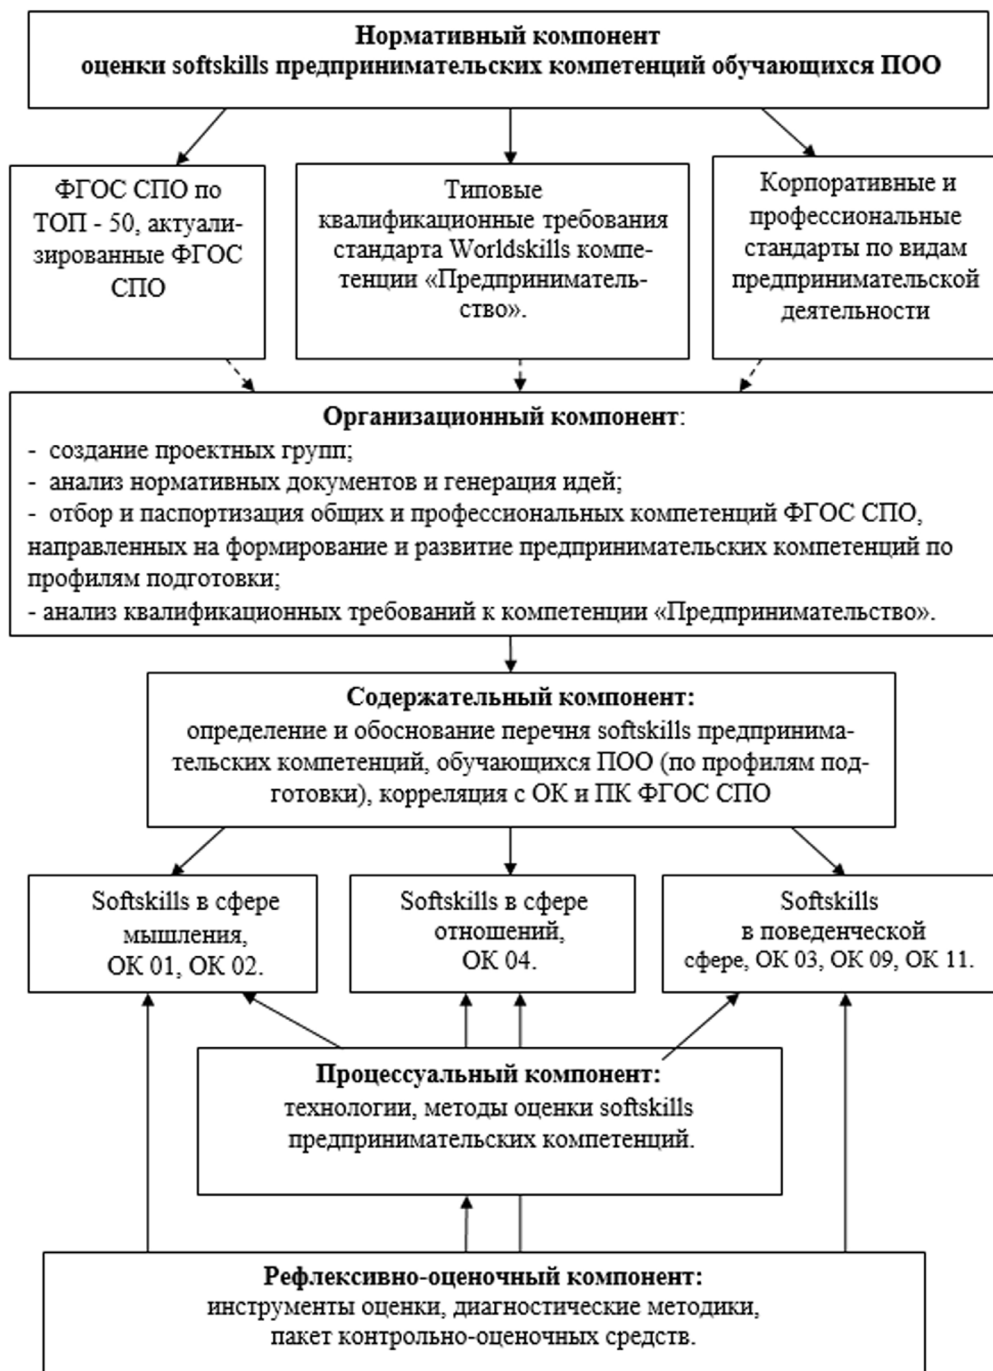 Нормативный компонент
оценки softskills предпринимательских компетенций обучающихся ПОО
ФГОС СПО по
ТОП - 50, актуали-
зированные ФГОС
СПО
Типовые
квалификационные требования
стандарта Worldskills компе-
тенции «Предприниматель-
ство».
Корпоративные и
профессиональные
стандарты по видам
предпринимательской
деятельности
Организационный компонент:
- создание проектных групп;
- анализ нормативных документов и генерация идей;
- отбор и паспортизация общих и профессиональных компетенций ФГОС СПО,
направленных на формирование и развитие предпринимательских компетенций по
профилям подготовки;
- анализ квалификационных требований к компетенции «Предпринимательство».
Содержательный компонент:
определение и обоснование перечня softskills предпринима-
тельских компетенций, обучающихся ПОО (по профилям под-
готовки), корреляция с ОК и ПК ФГОС СПО
Softskills в сфере
мышления,
ОК 01, ОК 02.
Softskills в сфере
отношений,
ОК 04.
Softskills
в поведенческой
сфере, ОК 03, ОК 09, ОК 11.
Процессуальный компонент:
технологии, методы оценки softskills
предпринимательских компетенций.
Рефлексивно-оценочный компонент:
инструменты оценки, диагностические методики,
пакет контрольно-оценочных средств.